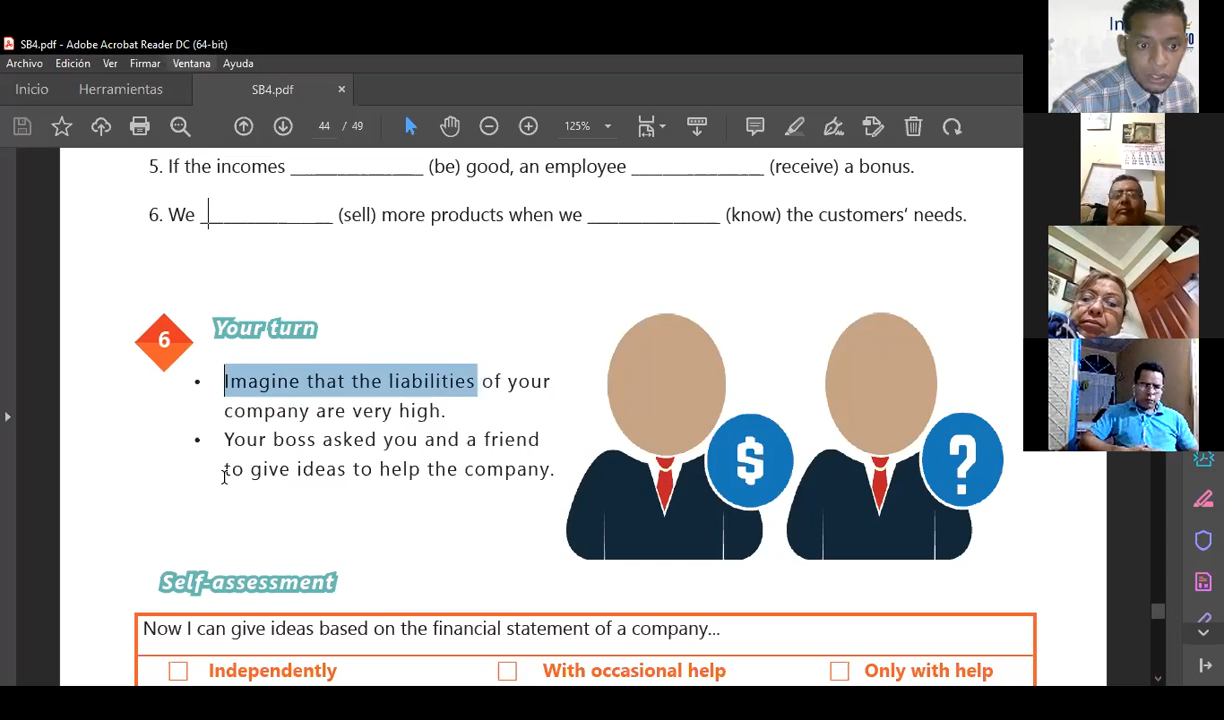 SB4.pdf - Adobe Acrobat Reader DC (64-bit)
Archivo Edición Ver Firmar Ventana Ayuda
Inicio Herramientas SB4.pdf ×
44 / 49 125%
5. If the incomes ______________ (be) good, an employee ______________ (receive) a bonus.
6. We ______________ (sell) more products when we ______________ (know) the customers' needs.
6 Your turn
• Imagine that the liabilities of your
company are very high.
• Your boss asked you and a friend
to give ideas to help the company.
$ ?
Self-assessment
Now I can give ideas based on the financial statement of a company...
Independently With occasional help Only with help